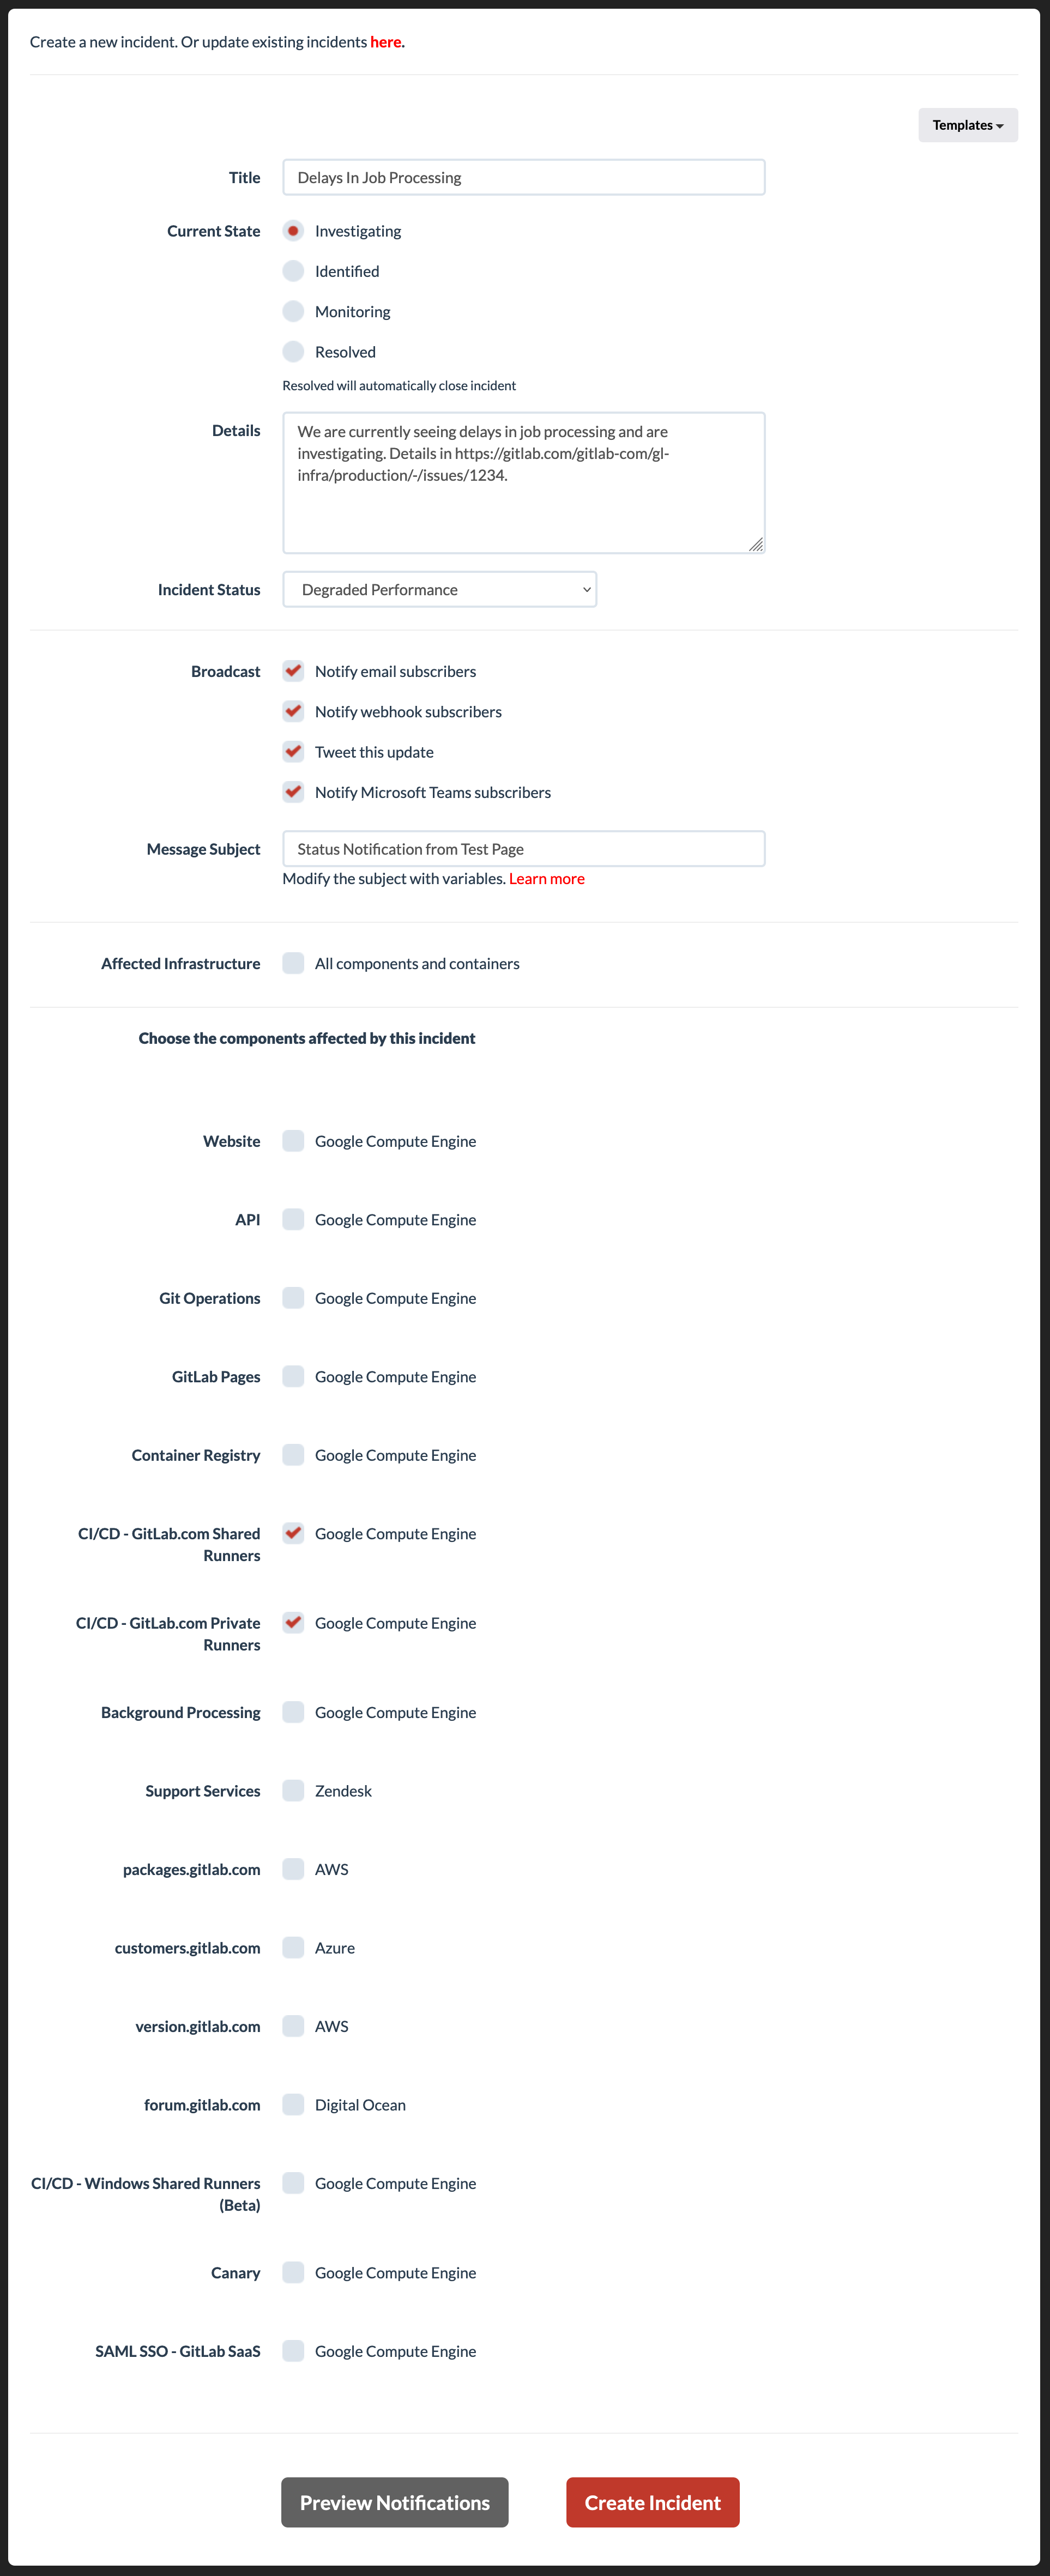 Create a new incident. Or update existing incidents here.
Templates
Title
Delays In Job Processing
Current State
Investigating
Identified
Monitoring
Resolved
Resolved will automatically close incident
Details
We are currently seeing delays in job processing and are
investigating. Details in https://gitlab.com/gitlab-com/gl-
infra/production/-/issues/1234.
Incident Status
Degraded Performance
Broadcast
Notify email subscribers
Notify webhook subscribers
Tweet this update
Notify Microsoft Teams subscribers
Message Subject
Status Notification from Test Page
Modify the subject with variables. Learn more
Affected Infrastructure
All components and containers
Choose the components affected by this incident
Website
Google Compute Engine
API
Google Compute Engine
Git Operations
Google Compute Engine
GitLab Pages
Google Compute Engine
Container Registry
Google Compute Engine
CI/CD - GitLab.com Shared
Runners
Google Compute Engine
CI/CD - GitLab.com Private
Runners
Google Compute Engine
Background Processing
Google Compute Engine
Support Services
Zendesk
packages.gitlab.com
AWS
customers.gitlab.com
Azure
version.gitlab.com
AWS
forum.gitlab.com
Digital Ocean
CI/CD - Windows Shared Runners
(Beta)
Google Compute Engine
Canary
Google Compute Engine
SAML SSO - GitLab SaaS
Google Compute Engine
Preview Notifications
Create Incident